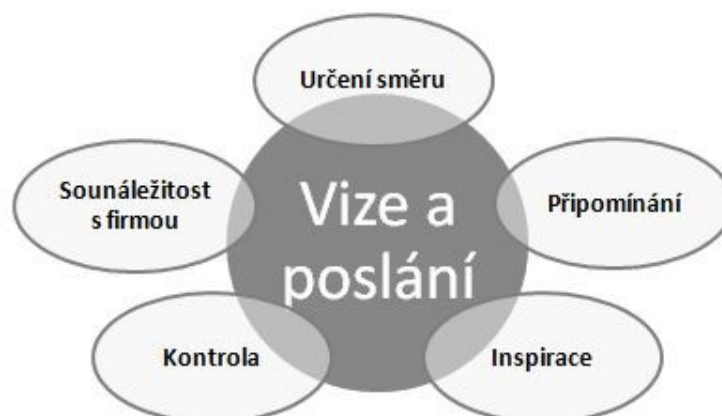 Určení směru
Sounáležitost
s firmou
Vize a
poslání
Připomínání
Kontrola
Inspirace